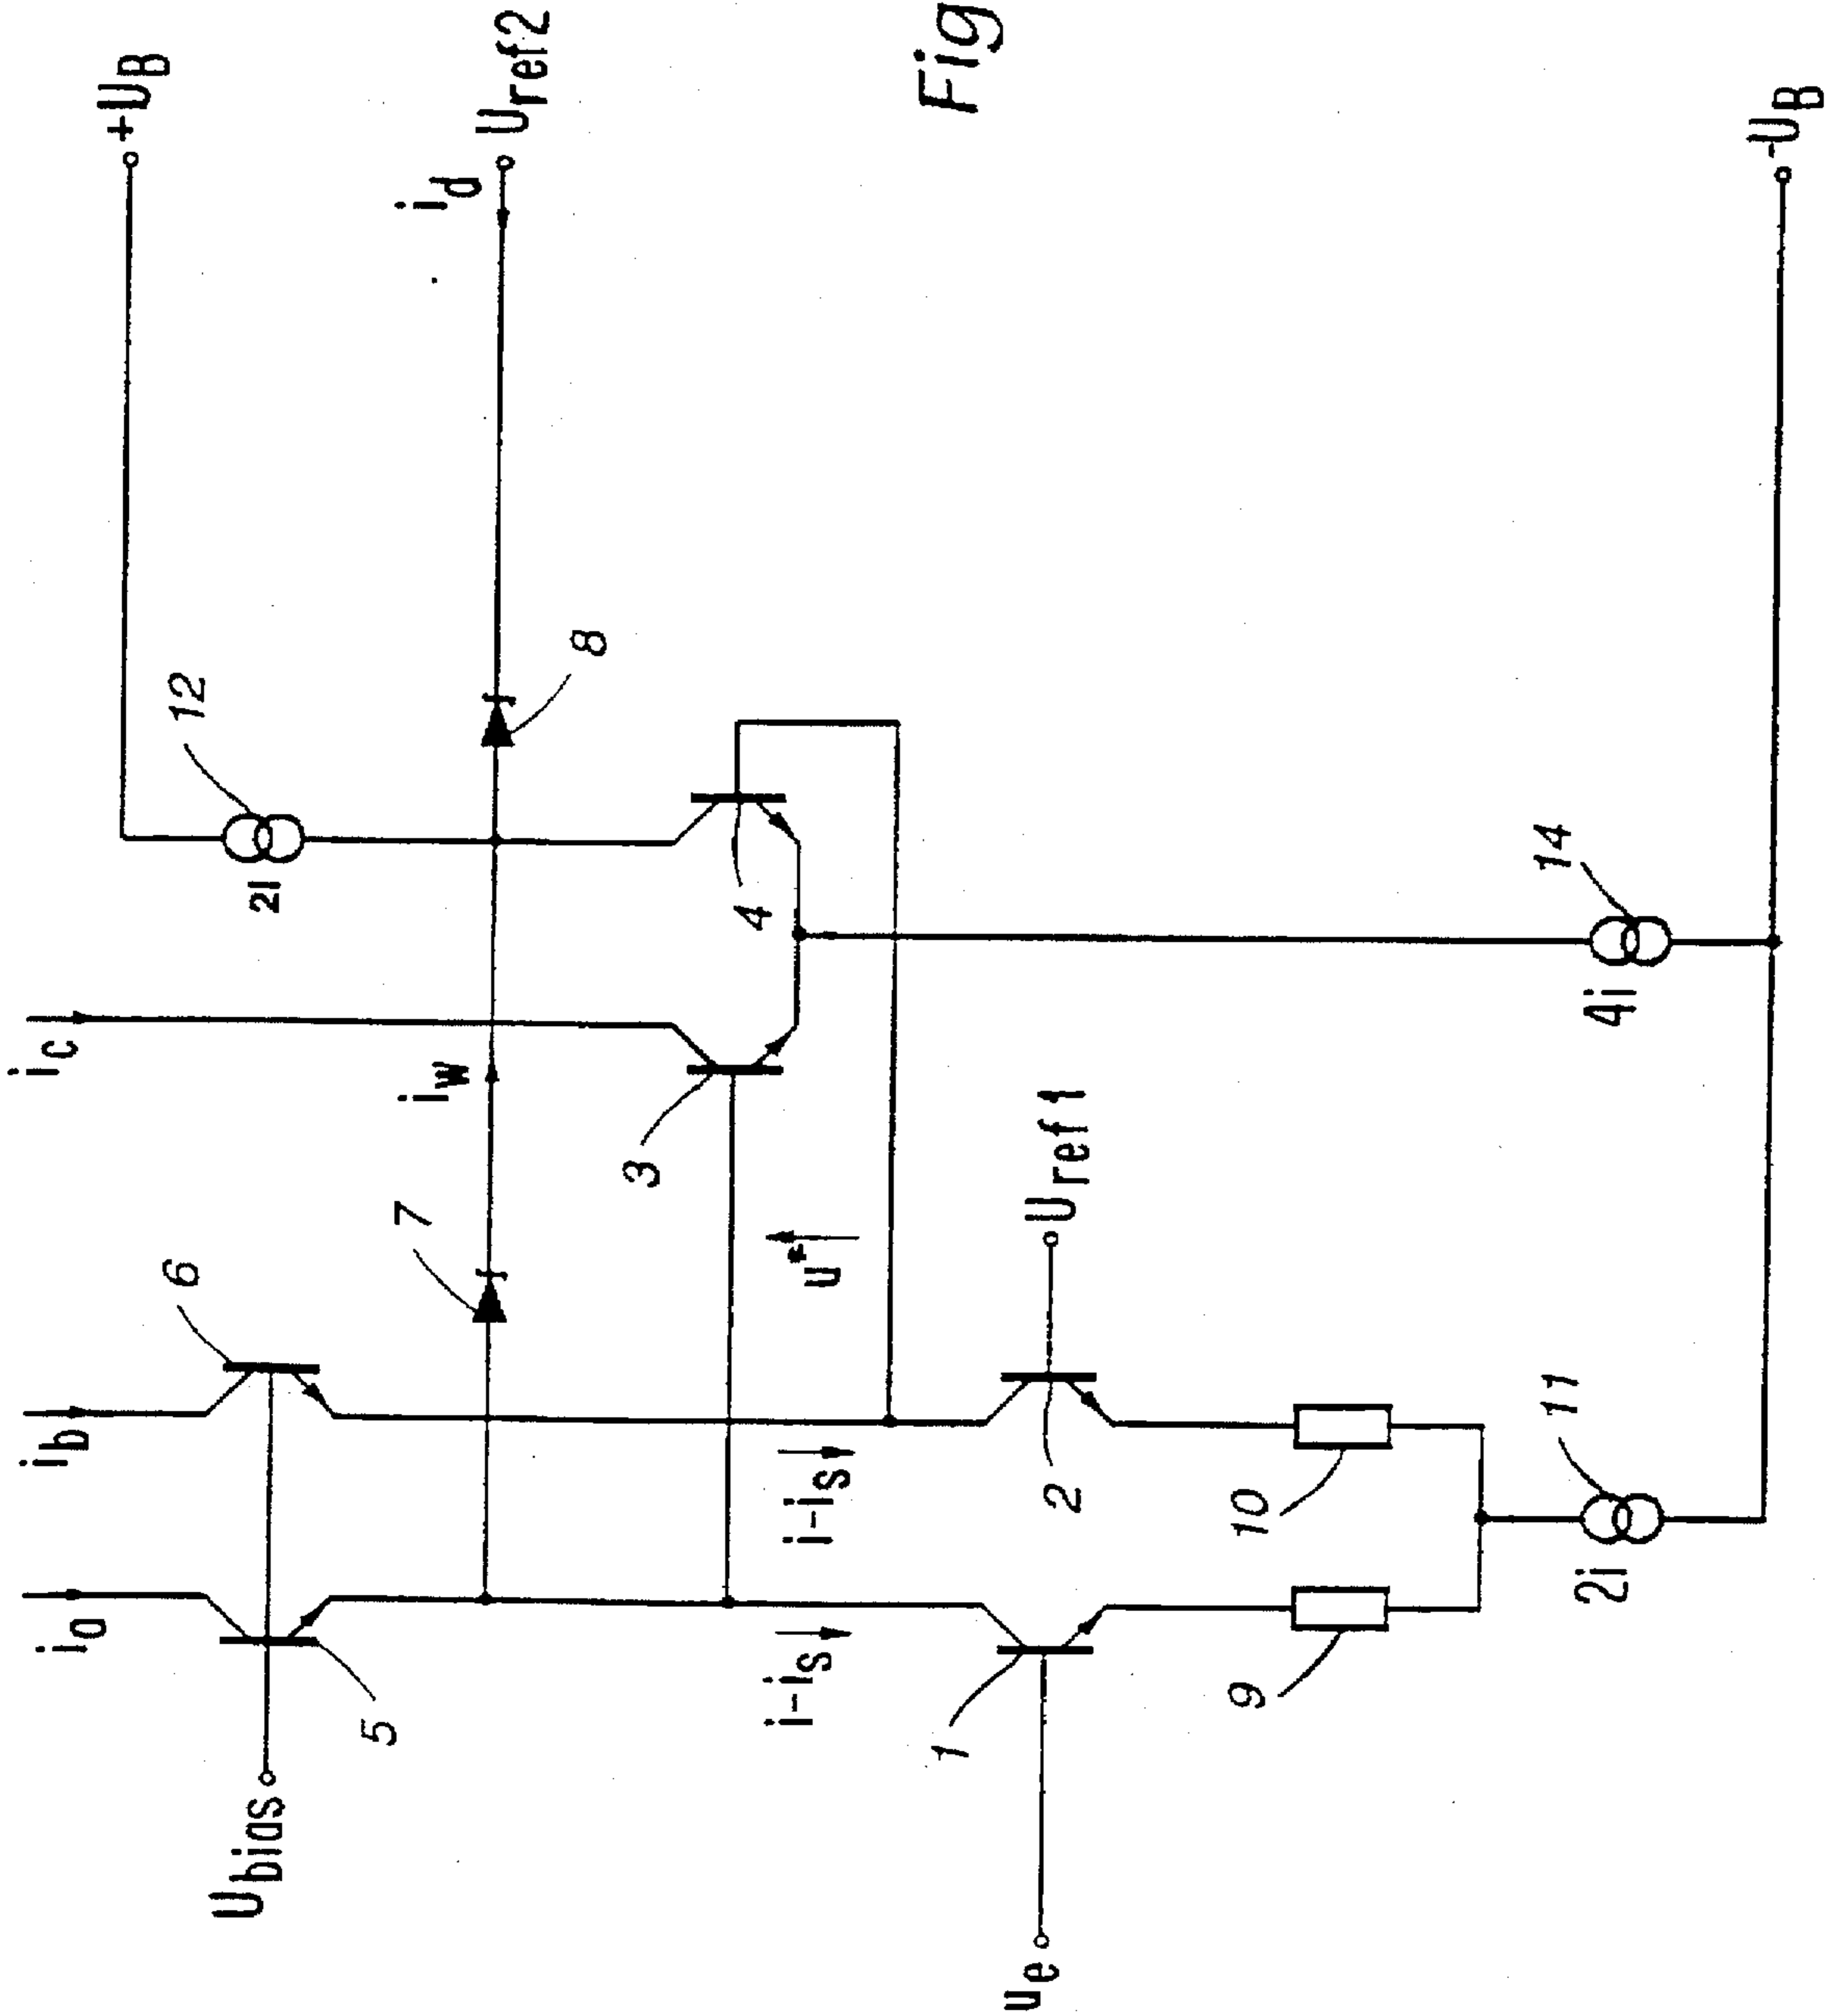 +U_B
U_ref2
i_d
Fig
-U_B
12
8
2I
4
14
4i
i_c
i_w
3
U_ref1
7
u*
6
i_b
i-i_s
2
10
11
2i
i_a
i-i_s
5
1
9
U_bias
u_e